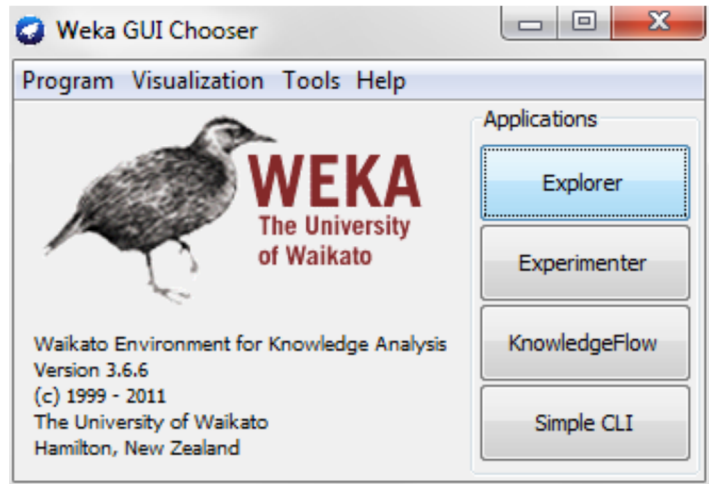 Weka GUI Chooser
Program Visualization Tools Help
WEKA
The University
of Waikato
Waikato Environment for Knowledge Analysis
Version 3.6.6
(c) 1999 - 2011
The University of Waikato
Hamilton, New Zealand
Applications
Explorer
Experimenter
KnowledgeFlow
Simple CLI